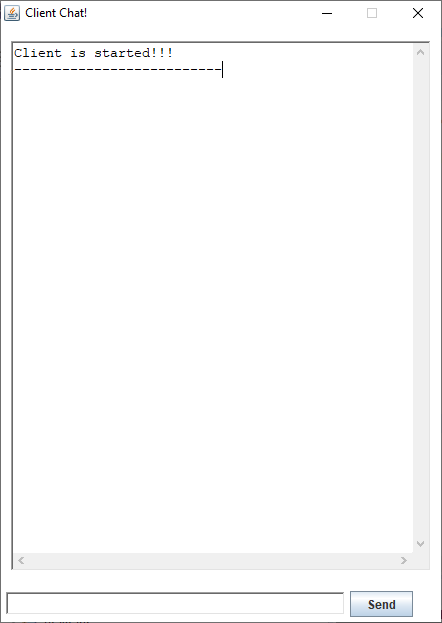 Client Chat!
Client is started!!!
--------------------------
Send